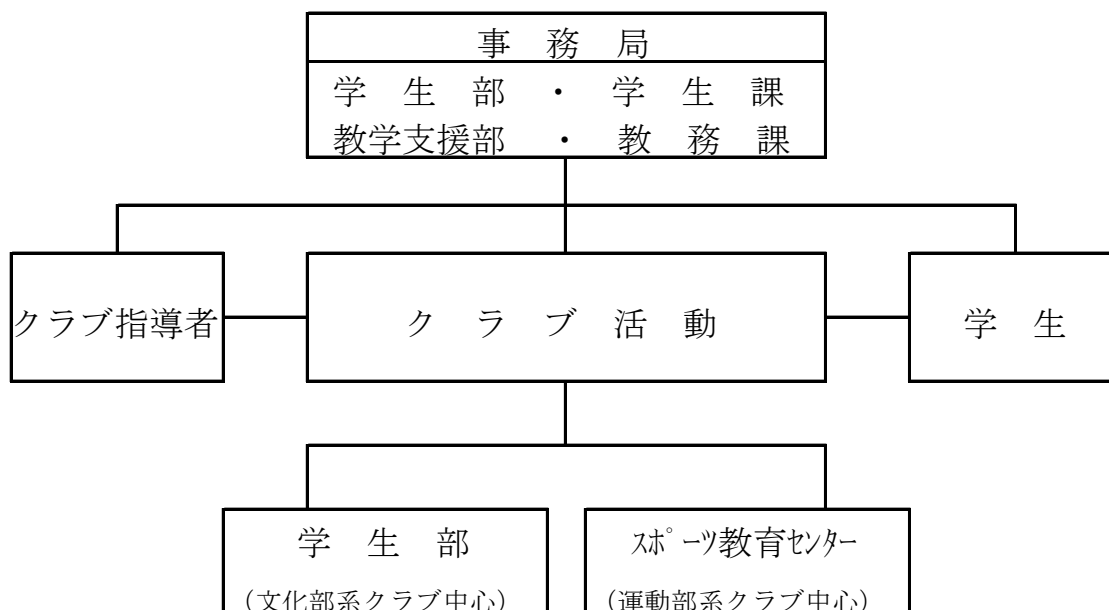 事 務 局
学 生 部 ・ 学 生 課
教学支援部 ・ 教 務 課
クラブ指導者
ク ラ ブ 活 動
学 生
学 生 部
スポーツ教育センター
（文化部系クラブ中心）
（運動部系クラブ中心）